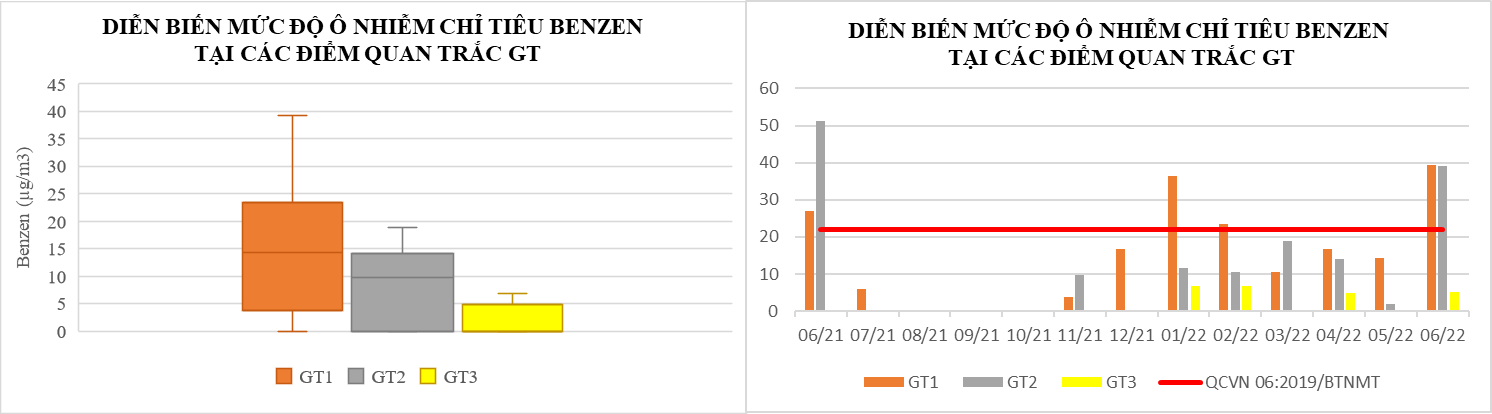 DIỄN BIẾN MỨC ĐỘ Ô NHIỄM CHỈ TIÊU BENZEN
TẠI CÁC ĐIỂM QUAN TRẮC GT
Benzen (µg/m3)
45
40
35
30
25
20
15
10
5
0
GT1 GT2 GT3
DIỄN BIẾN MỨC ĐỘ Ô NHIỄM CHỈ TIÊU BENZEN
TẠI CÁC ĐIỂM QUAN TRẮC GT
60
50
40
30
20
10
0
06/21 07/21 08/21 09/21 10/21 11/21 12/21 01/22 02/22 03/22 04/22 05/22 06/22
GT1 GT2 GT3 QCVN 06:2019/BTNMT